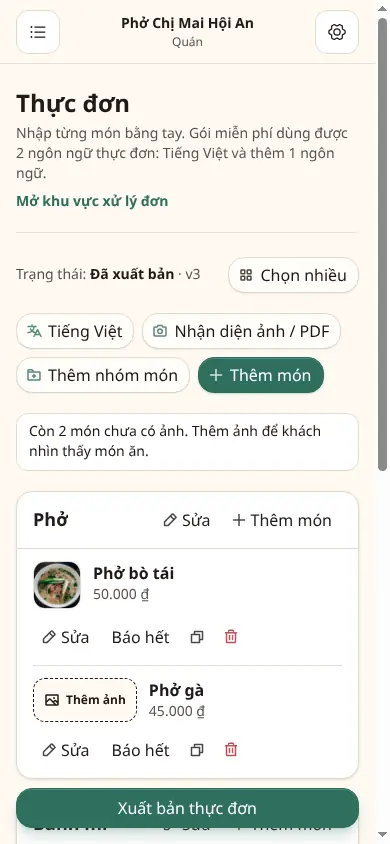 Phở Chị Mai Hội An
Quán
Thực đơn
Nhập từng món bằng tay. Gói miễn phí dùng được
2 ngôn ngữ thực đơn: Tiếng Việt và thêm 1 ngôn
ngữ.
Mở khu vực xử lý đơn
Trạng thái: Đã xuất bản · v3
Chọn nhiều
Tiếng Việt
Nhận diện ảnh / PDF
Thêm nhóm món
Thêm món
Còn 2 món chưa có ảnh. Thêm ảnh để khách
nhìn thấy món ăn.
Phở
Sửa
Thêm món
Phở bò tái
50.000 ₫
Sửa
Báo hết
Thêm ảnh
Phở gà
45.000 ₫
Sửa
Báo hết
Xuất bản thực đơn